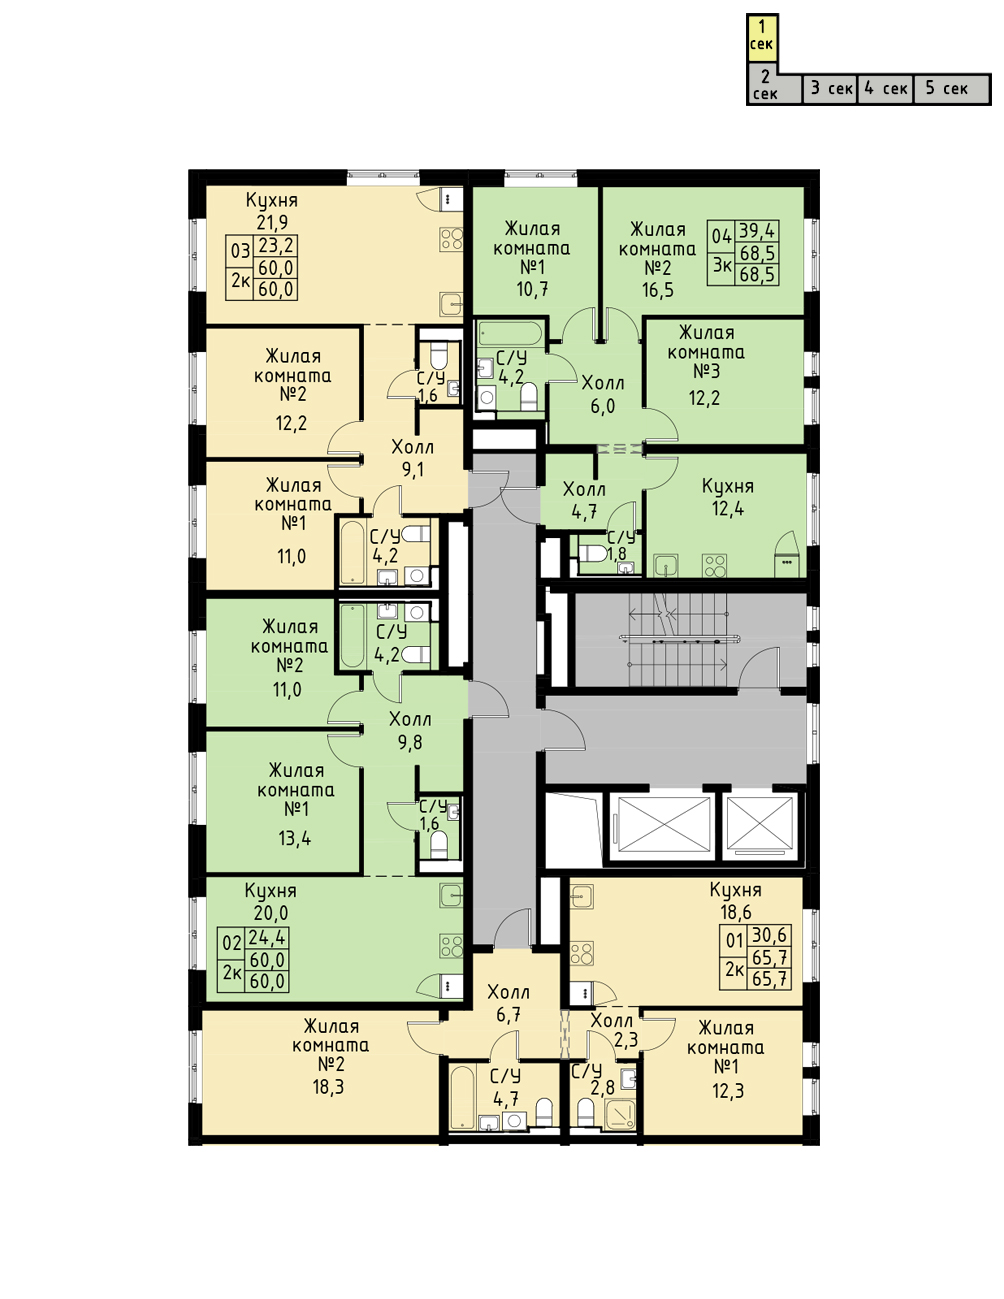 1
сек
2
сек
3 сек
4 сек
5 сек
Кухня
21,9
03
2к
23,2
60,0
60,0
Жилая
комната
№1
10,7
Жилая
комната
№2
16,5
04
3к
39,4
68,5
68,5
Жилая
комната
№2
12,2
С/У
1,6
С/У
4,2
Холл
6,0
Жилая
комната
№3
12,2
Холл
9,1
Жилая
комната
№1
11,0
С/У
4,2
Холл
4,7
С/У
1,8
Кухня
12,4
Жилая
комната
№2
11,0
С/У
4,2
Холл
9,8
Жилая
комната
№1
13,4
С/У
1,6
Кухня
20,0
02
2к
24,4
60,0
60,0
Кухня
18,6
01
2к
30,6
65,7
65,7
Холл
6,7
Жилая
комната
№2
18,3
Холл
2,3
Жилая
комната
№1
12,3
С/У
4,7
С/У
2,8